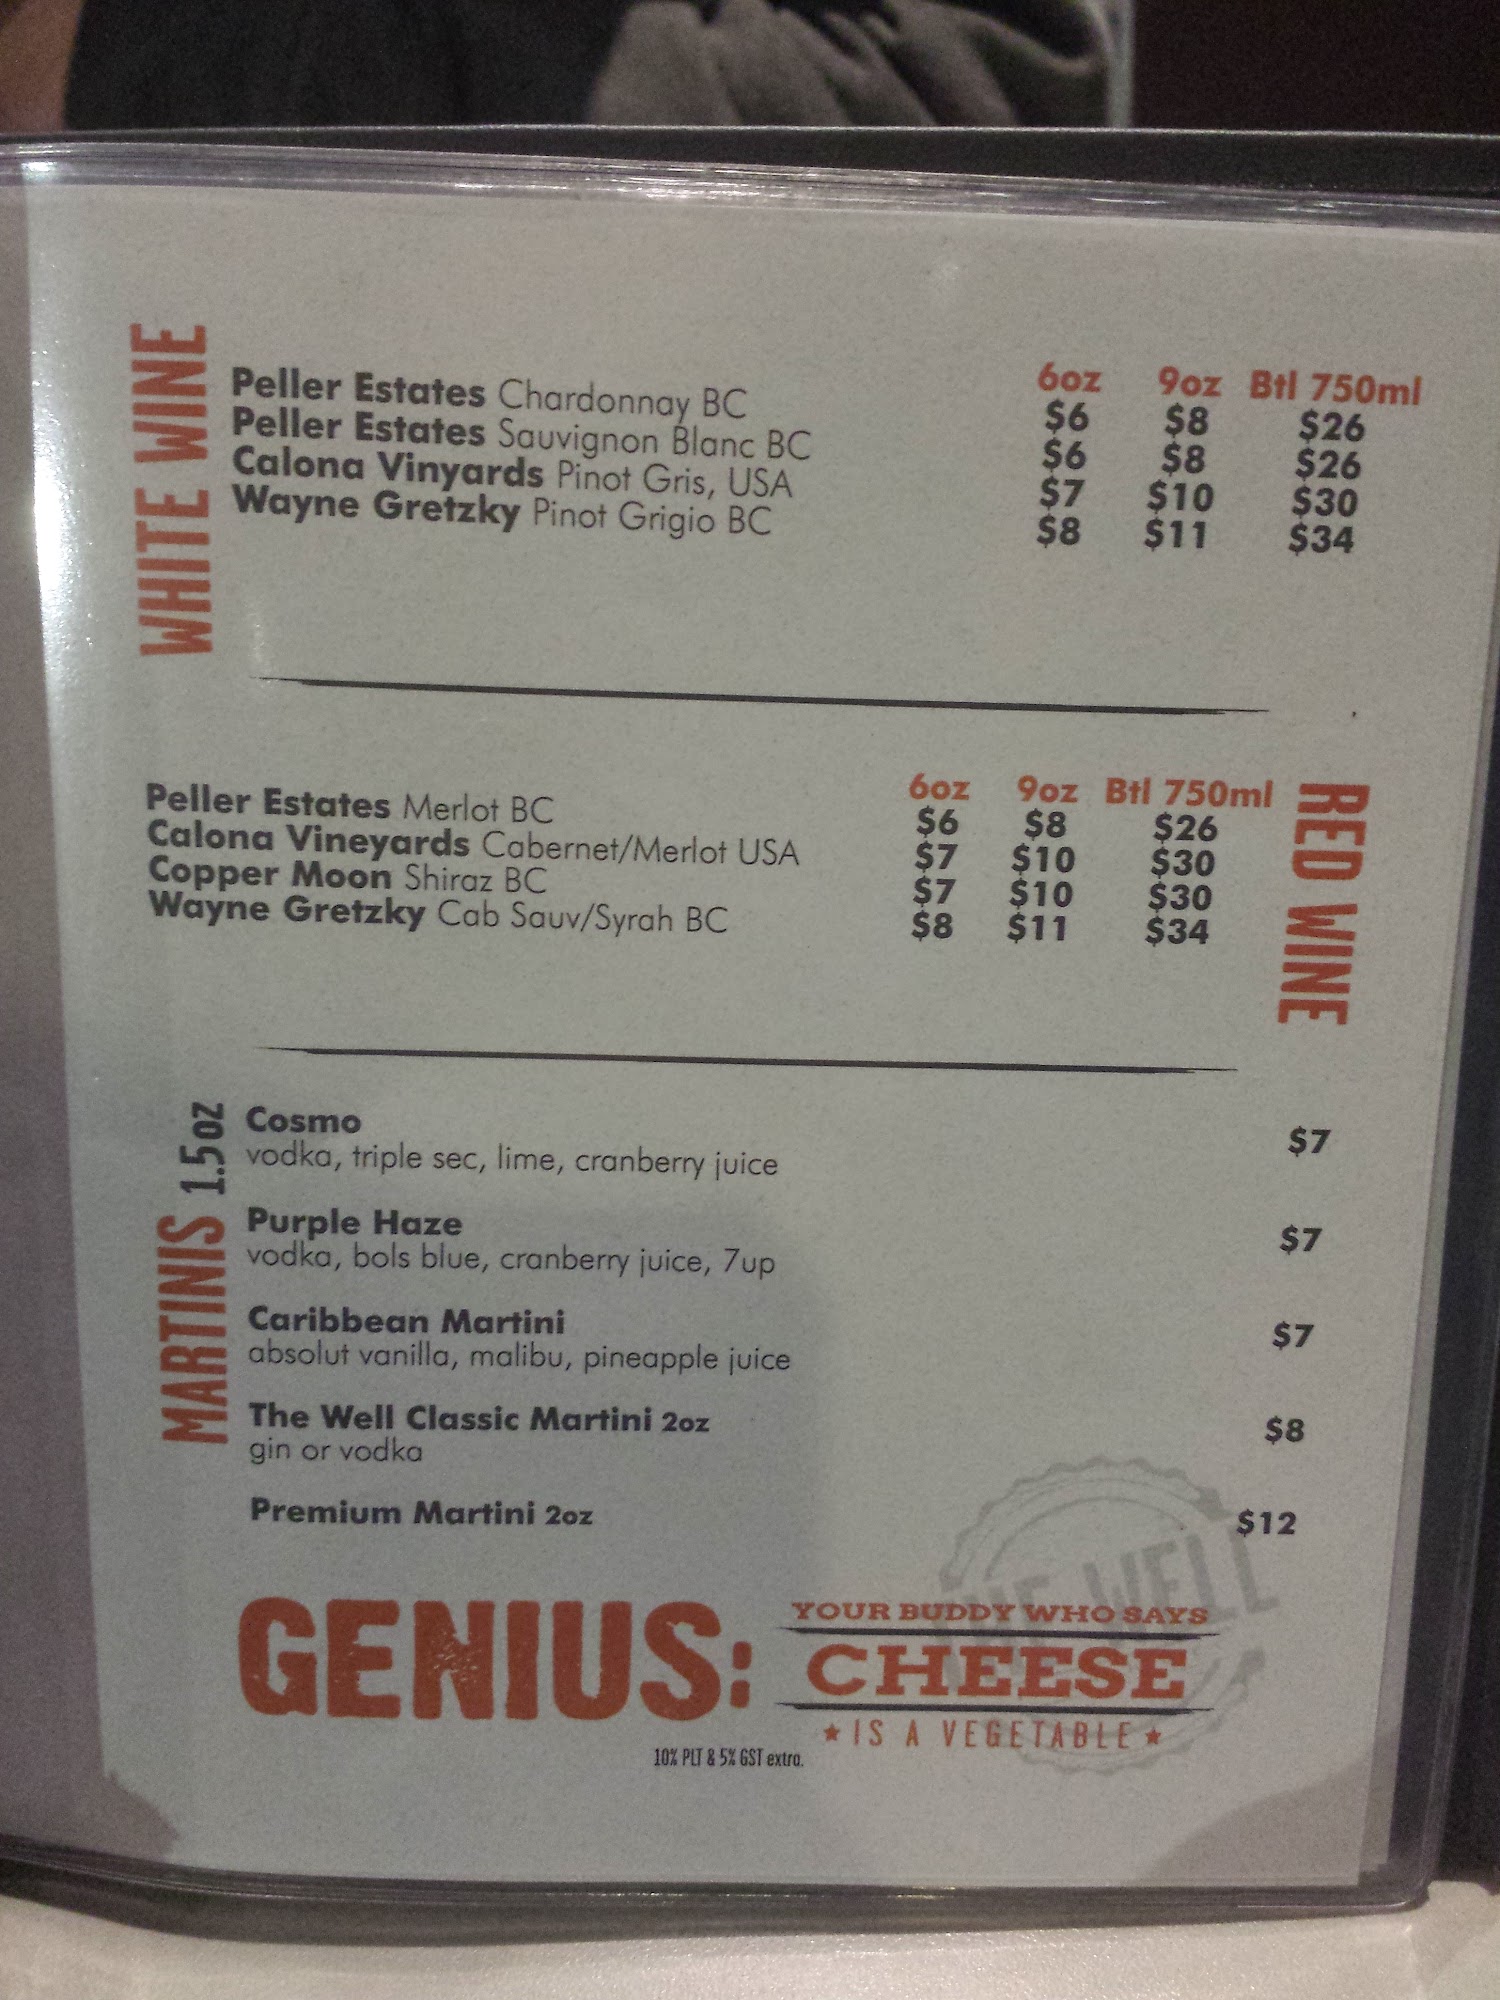 WHITE WINE
6oz 9oz Btl 750ml
Peller Estates Chardonnay BC $6 $8 $26
Peller Estates Sauvignon Blanc BC $6 $8 $26
Calona Vinyards Pinot Gris, USA $7 $10 $30
Wayne Gretzky Pinot Grigio BC $8 $11 $34
RED WINE
6oz 9oz Btl 750ml
Peller Estates Merlot BC $6 $8 $26
Calona Vineyards Cabernet/Merlot USA $7 $10 $30
Copper Moon Shiraz BC $7 $10 $30
Wayne Gretzky Cab Sauv/Syrah BC $8 $11 $34
MARTINIS 1.5OZ
Cosmo $7
vodka, triple sec, lime, cranberry juice
Purple Haze $7
vodka, bols blue, cranberry juice, 7up
Caribbean Martini $7
absolut vanilla, malibu, pineapple juice
The Well Classic Martini 2oz $8
gin or vodka
Premium Martini 2oz $12
THE WELL
GENIUS:
YOUR BUDDY WHO SAYS
CHEESE
IS A VEGETABLE
10% PLT & 5% GST extra.